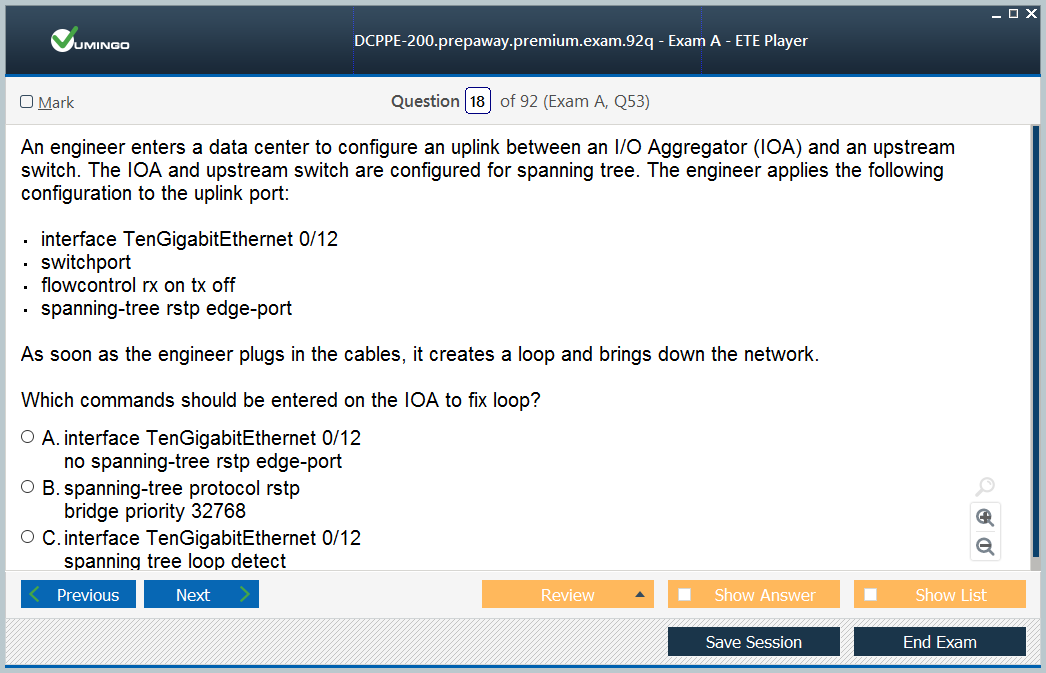 VUMINGO
DCPPE-200.prepaway.premium.exam.92q - Exam A - ETE Player
Mark
Question 18 of 92 (Exam A, Q53)
An engineer enters a data center to configure an uplink between an I/O Aggregator (IOA) and an upstream
switch. The IOA and upstream switch are configured for spanning tree. The engineer applies the following
configuration to the uplink port:
· interface TenGigabitEthernet 0/12
· switchport
· flowcontrol rx on tx off
· spanning-tree rstp edge-port
As soon as the engineer plugs in the cables, it creates a loop and brings down the network.
Which commands should be entered on the IOA to fix loop?
A. interface TenGigabitEthernet 0/12
no spanning-tree rstp edge-port
B. spanning-tree protocol rstp
bridge priority 32768
C. interface TenGigabitEthernet 0/12
spanning tree loop detect
Previous Next Review Show Answer Show List
Save Session End Exam